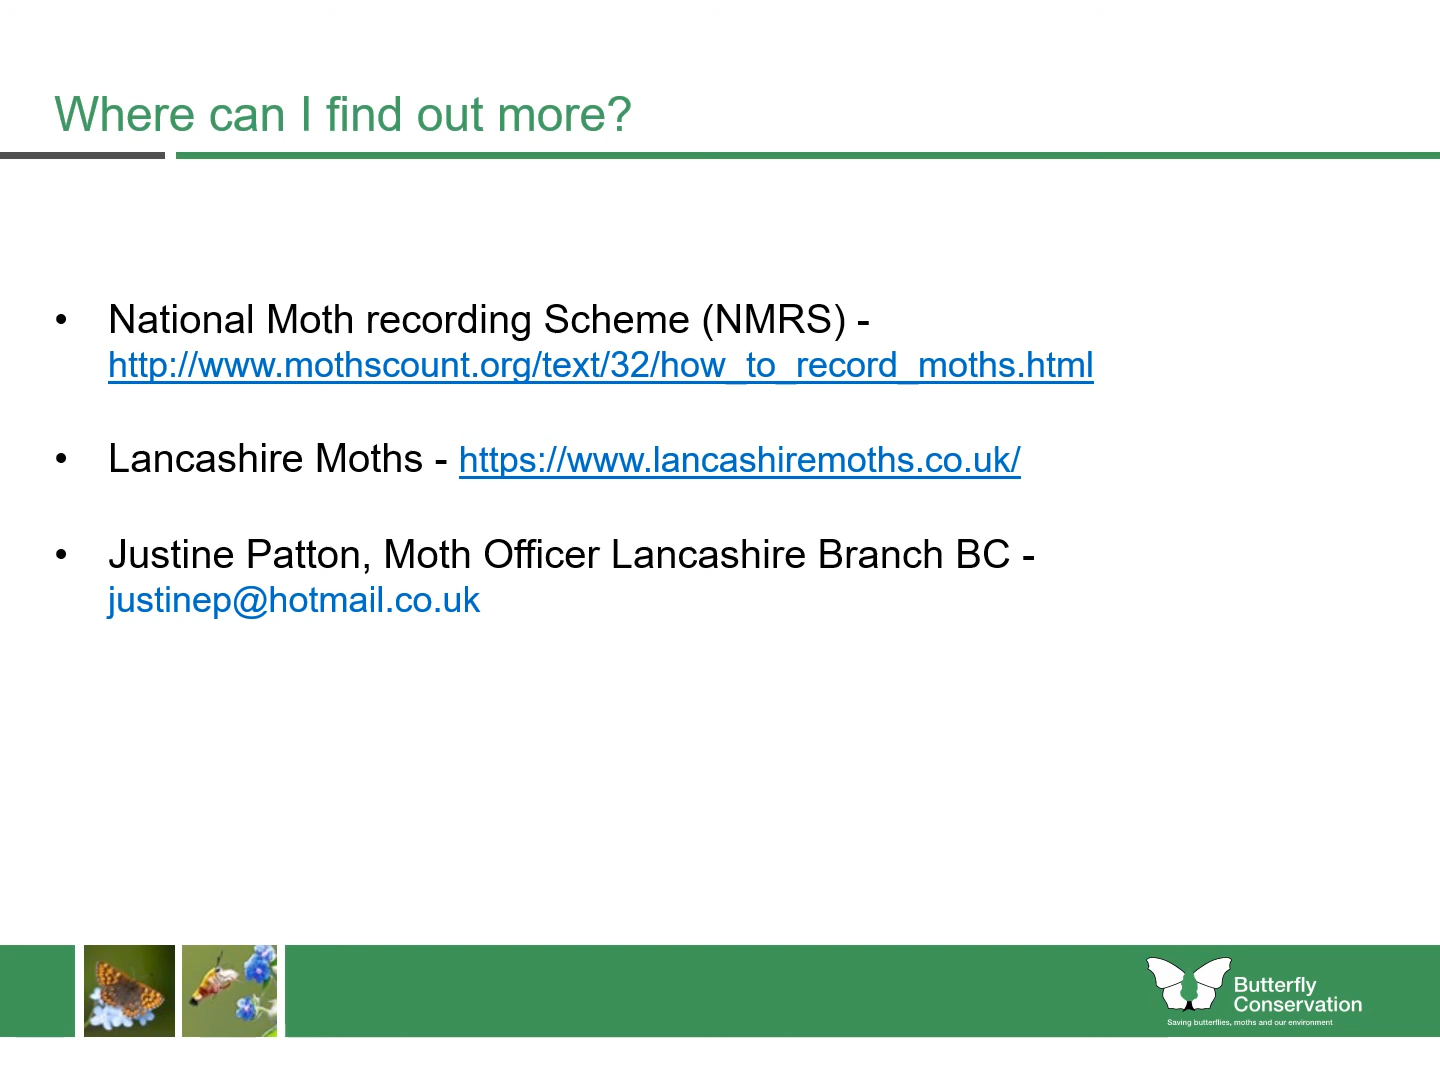 Where can I find out more?
• National Moth recording Scheme (NMRS) -
http://www.mothscount.org/text/32/how_to_record_moths.html
• Lancashire Moths - https://www.lancashiremoths.co.uk/
• Justine Patton, Moth Officer Lancashire Branch BC -
justinep@hotmail.co.uk
Butterfly
Conservation
Saving butterflies, moths and our environment